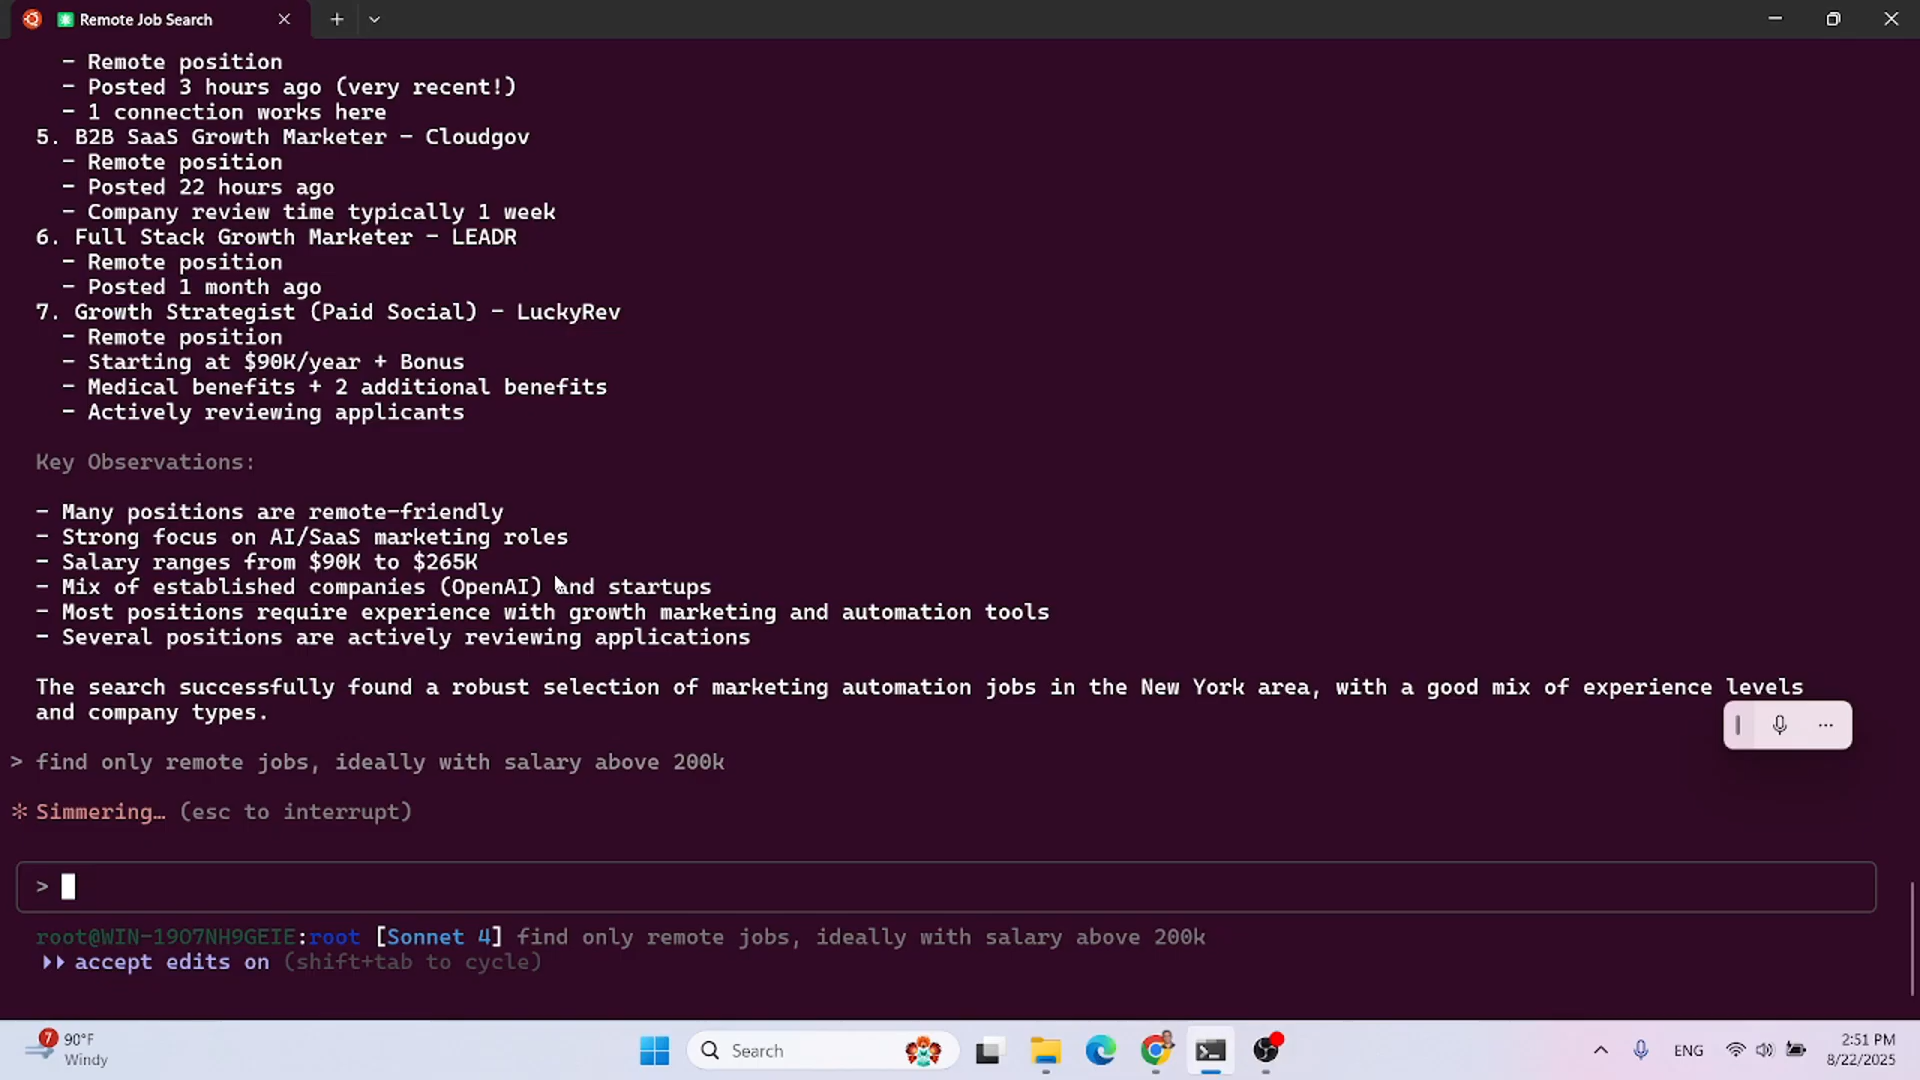 Remote Job Search
- Remote position
- Posted 3 hours ago (very recent!)
- 1 connection works here
5. B2B SaaS Growth Marketer - Cloudgov
- Remote position
- Posted 22 hours ago
- Company review time typically 1 week
6. Full Stack Growth Marketer - LEADR
- Remote position
- Posted 1 month ago
7. Growth Strategist (Paid Social) - LuckyRev
- Remote position
- Starting at $90K/year + Bonus
- Medical benefits + 2 additional benefits
- Actively reviewing applicants
Key Observations:
- Many positions are remote-friendly
- Strong focus on AI/SaaS marketing roles
- Salary ranges from $90K to $265K
- Mix of established companies (OpenAI) and startups
- Most positions require experience with growth marketing and automation tools
- Several positions are actively reviewing applications
The search successfully found a robust selection of marketing automation jobs in the New York area, with a good mix of experience levels
and company types.
> find only remote jobs, ideally with salary above 200k
* Simmering… (esc to interrupt)
>
root@WIN-19O7NH9GEIE:root [Sonnet 4] find only remote jobs, ideally with salary above 200k
accept edits on (shift+tab to cycle)
7
90°F
Windy
Search
ENG
2:51 PM
8/22/2025